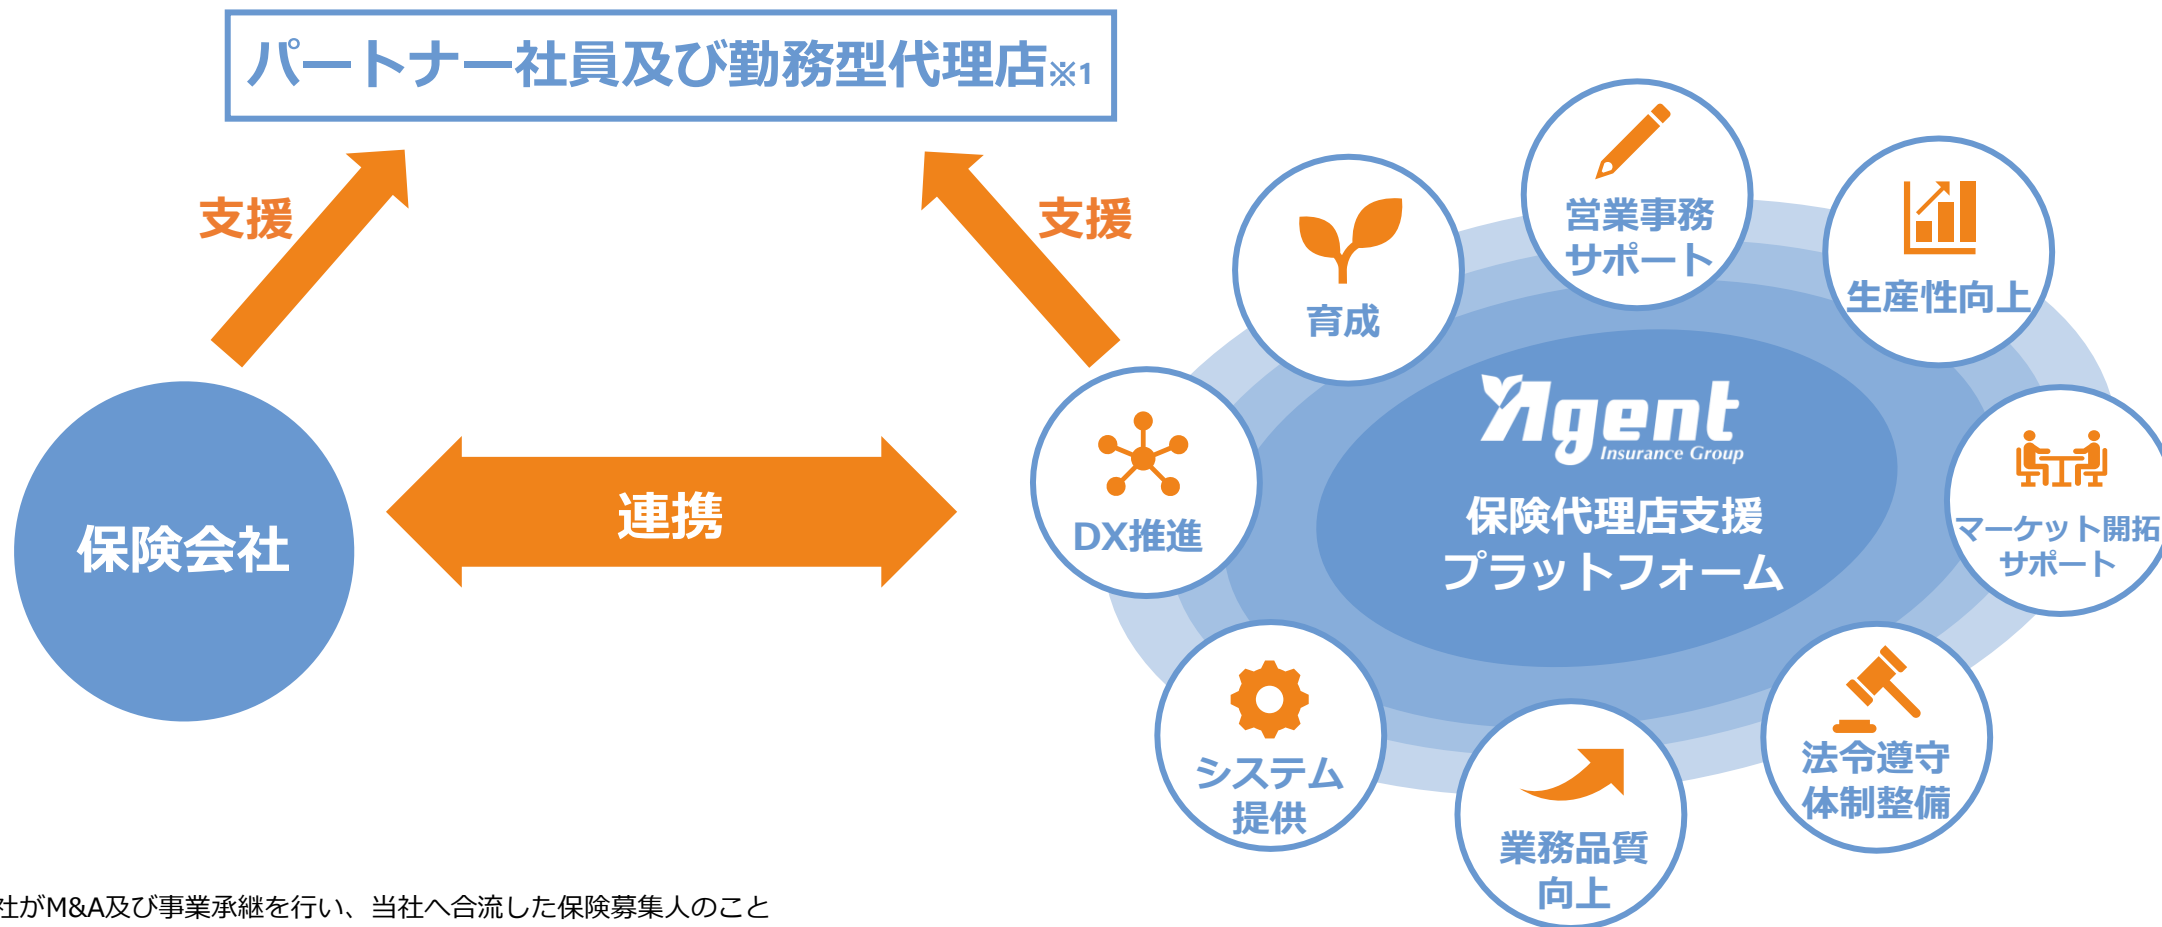 パートナー社員及び勤務型代理店※1
支援
支援
保険会社
連携
育成
営業事務
サポート
生産性向上
DX推進
Agent
Insurance Group
保険代理店支援
プラットフォーム
マーケット開拓
サポート
システム
提供
業務品質
向上
法令遵守
体制整備
社がM&A及び事業承継を行い、当社へ合流した保険募集人のこと